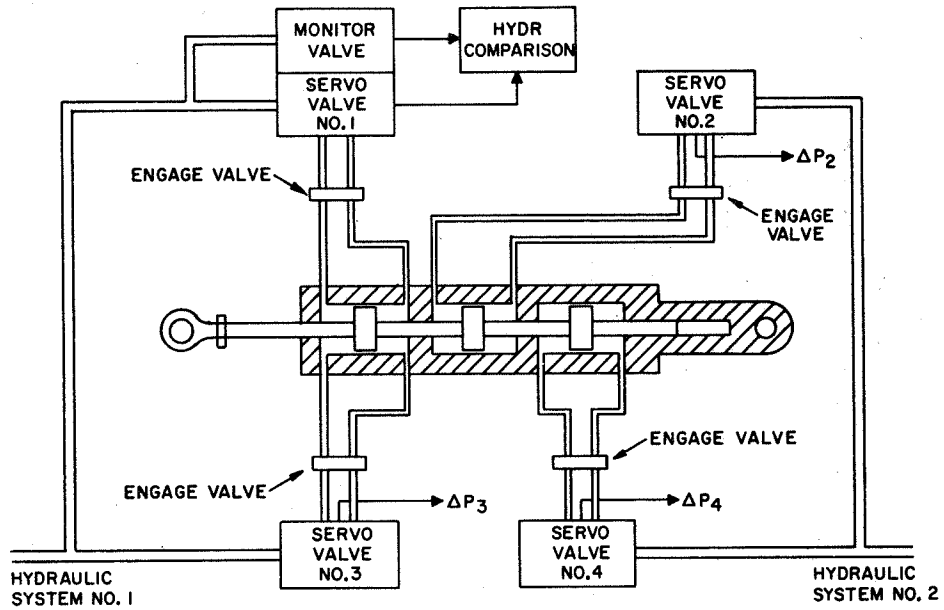 MONITOR
VALVE
HYDR
COMPARISON
SERVO
VALVE
NO.1
SERVO
VALVE
NO.2
ΔP2
ENGAGE VALVE
ENGAGE
VALVE
ENGAGE VALVE
ENGAGE VALVE
ΔP3
ΔP4
SERVO
VALVE
NO.3
SERVO
VALVE
NO.4
HYDRAULIC
SYSTEM NO. 1
HYDRAULIC
SYSTEM NO. 2